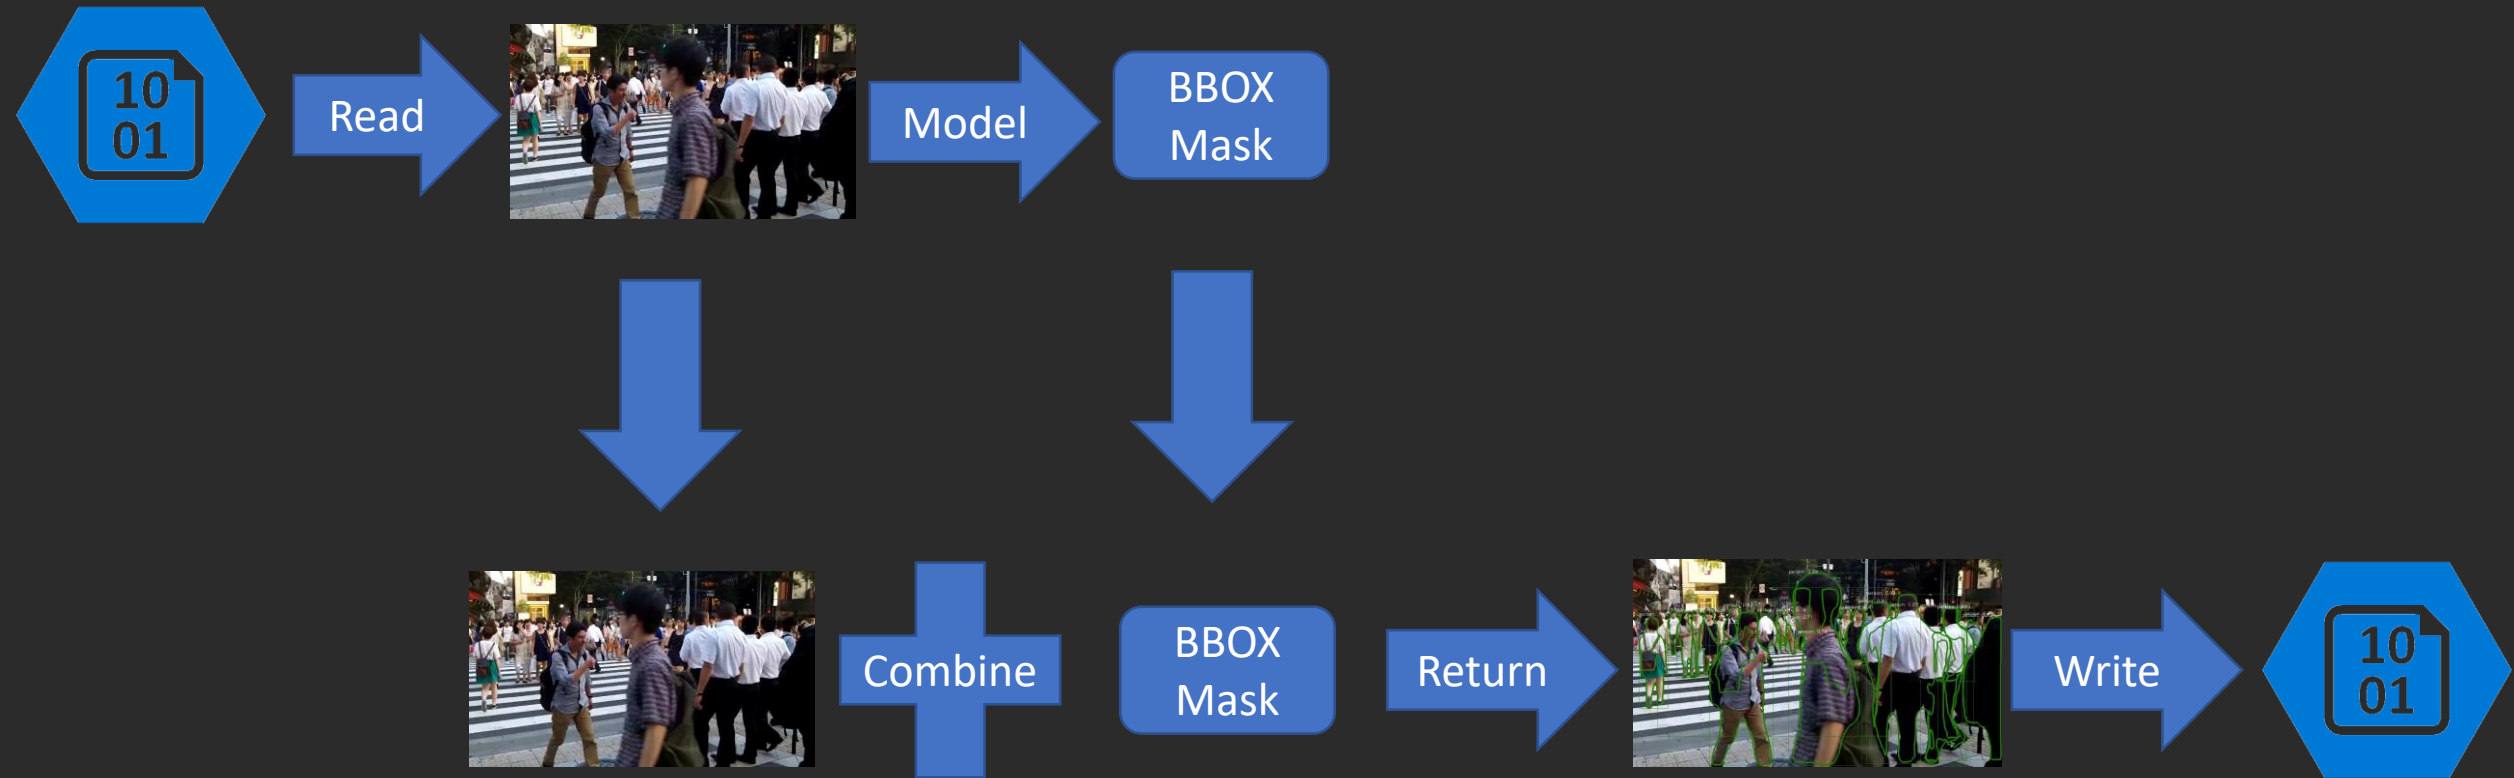 10
01
Read
Model
BBOX
Mask
Combine
BBOX
Mask
Return
Write
10
01